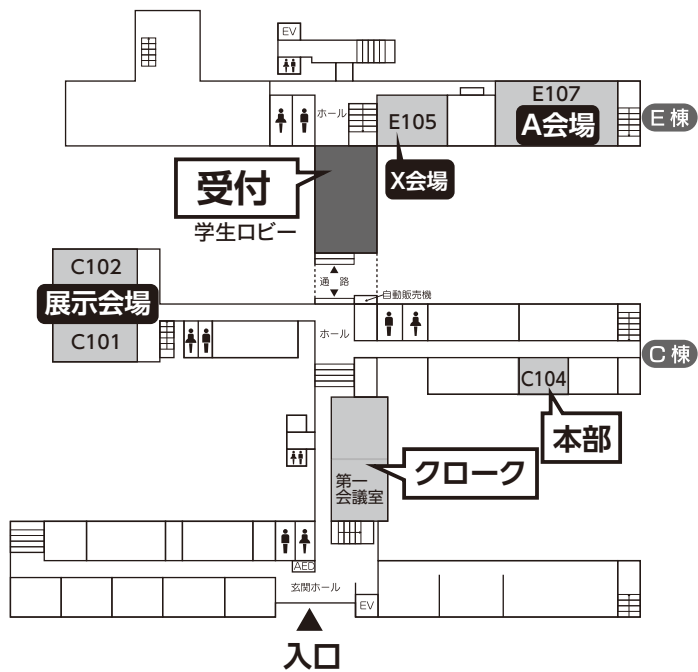 EV
E107
A会場
E棟
ホール
E105
X会場
受付
学生ロビー
C102
展示会場
C101
通 路
自動販売機
ホール
C棟
C104
本部
クローク
第一
会議室
AED
玄関ホール
EV
入口